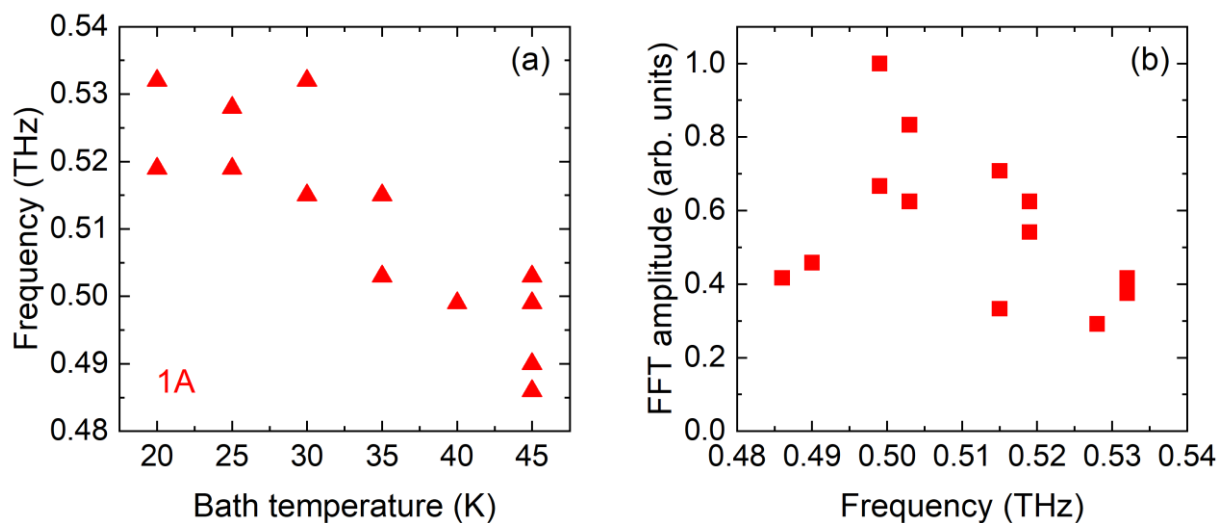 0.54
0.53
0.52
0.51
0.50
0.49
0.48
Frequency (THz)
(a)
1A
20 25 30 35 40 45
Bath temperature (K)
1.0
0.8
0.6
0.4
0.2
0.0
FFT amplitude (arb. units)
(b)
0.48 0.49 0.50 0.51 0.52 0.53 0.54
Frequency (THz)